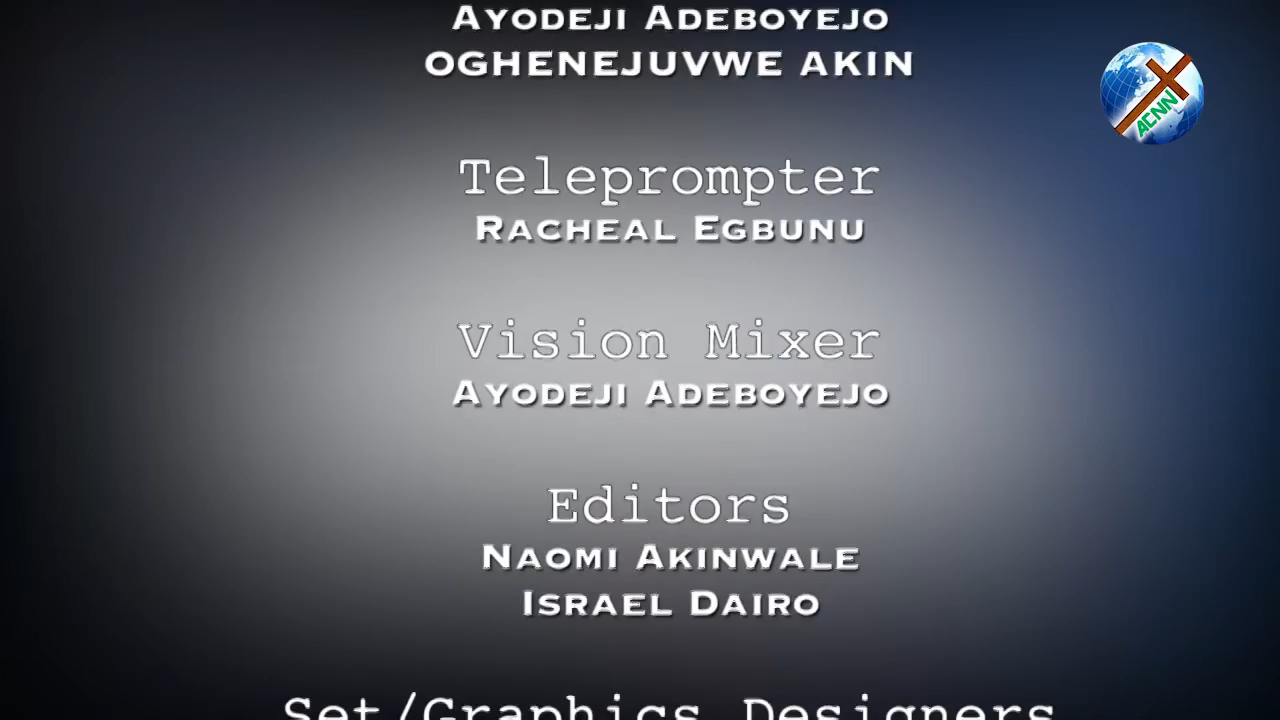 AYODEJI ADEBOYEJO
OGHENEJUVWE AKIN
ACNN
Teleprompter
RACHEAL EGBUNU
Vision Mixer
AYODEJI ADEBOYEJO
Editors
NAOMI AKINWALE
ISRAEL DAIRO
Set/Graphics Designers